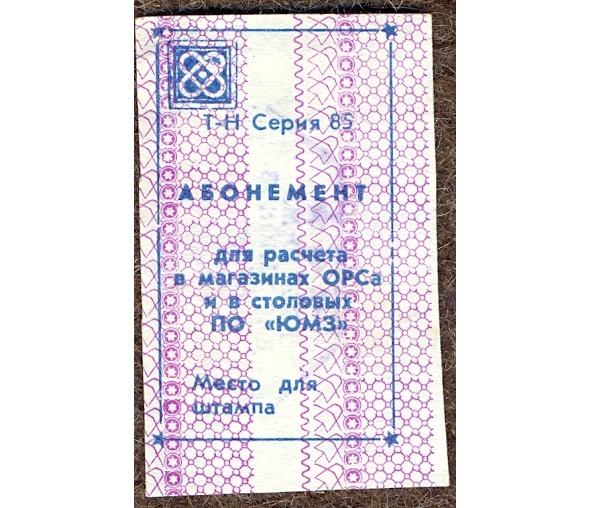 Т-Н Серия 85
АБОНЕМЕНТ
для расчета
в магазинах ОРСа
и в столовых
ПО «ЮМЗ»
Место для
штампа